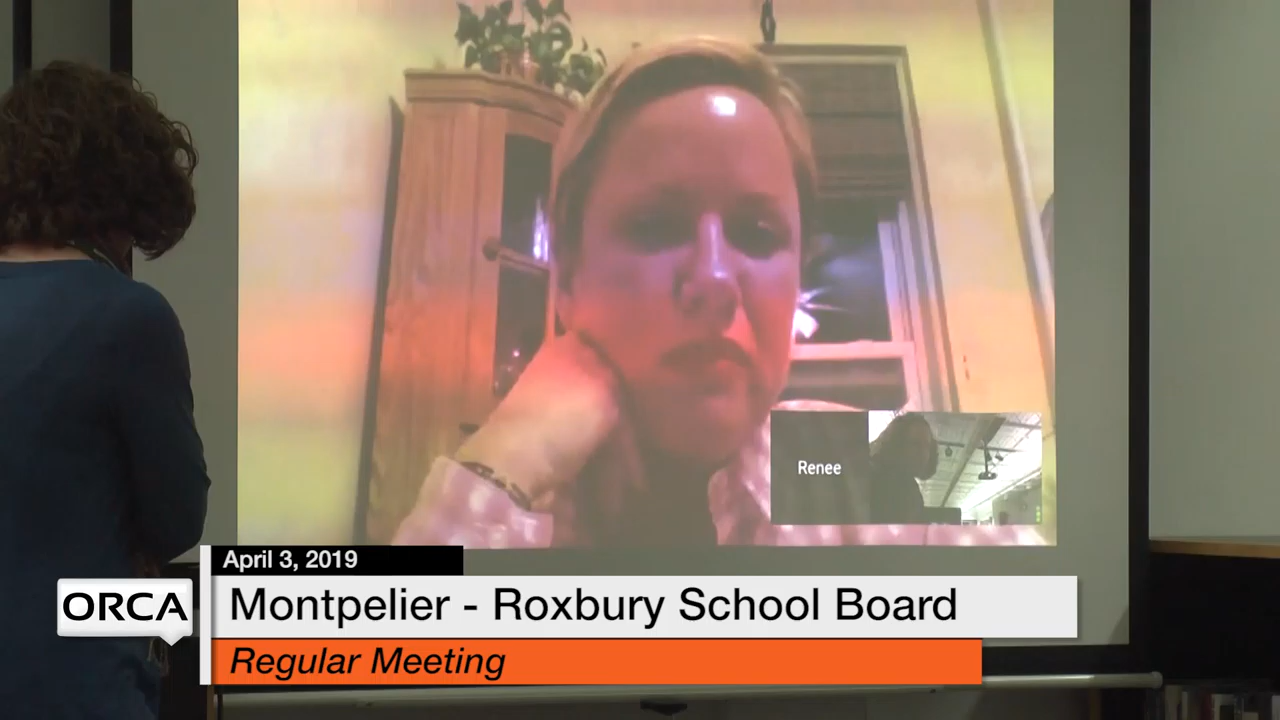 Renee
April 3, 2019
ORCA
Montpelier - Roxbury School Board
Regular Meeting